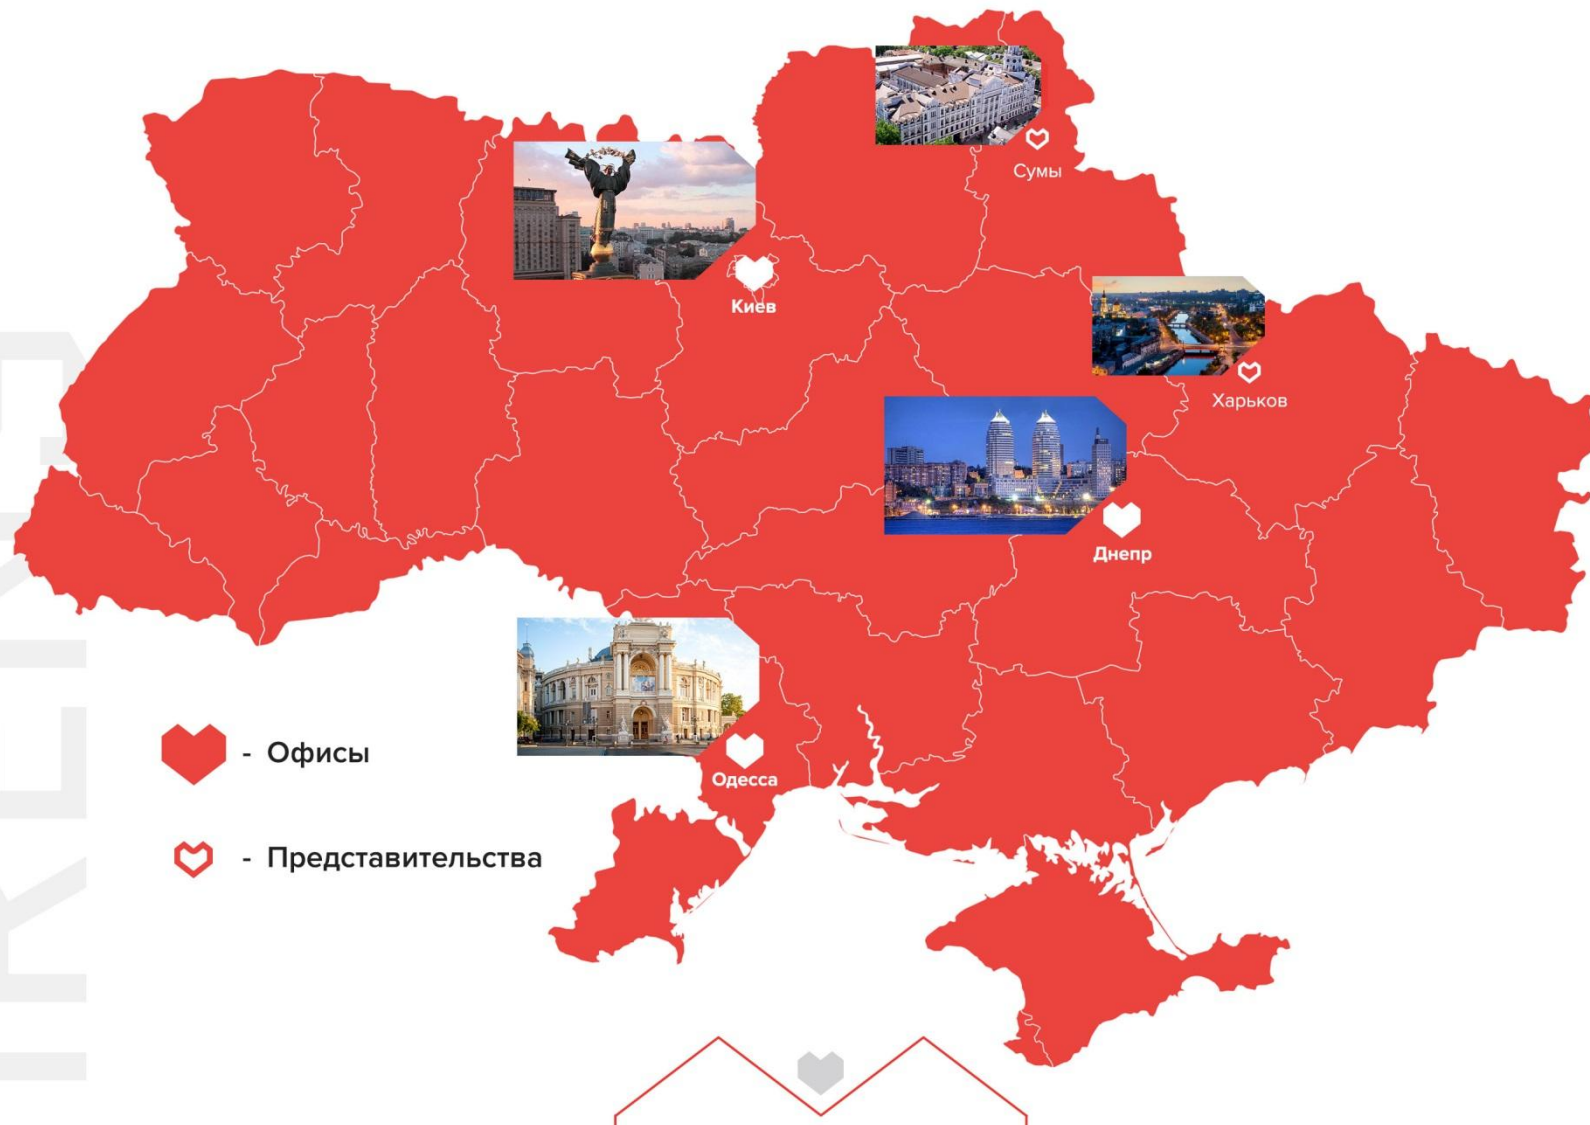 Сумы
Киев
Харьков
Днепр
Одесса
- Офисы
- Представительства